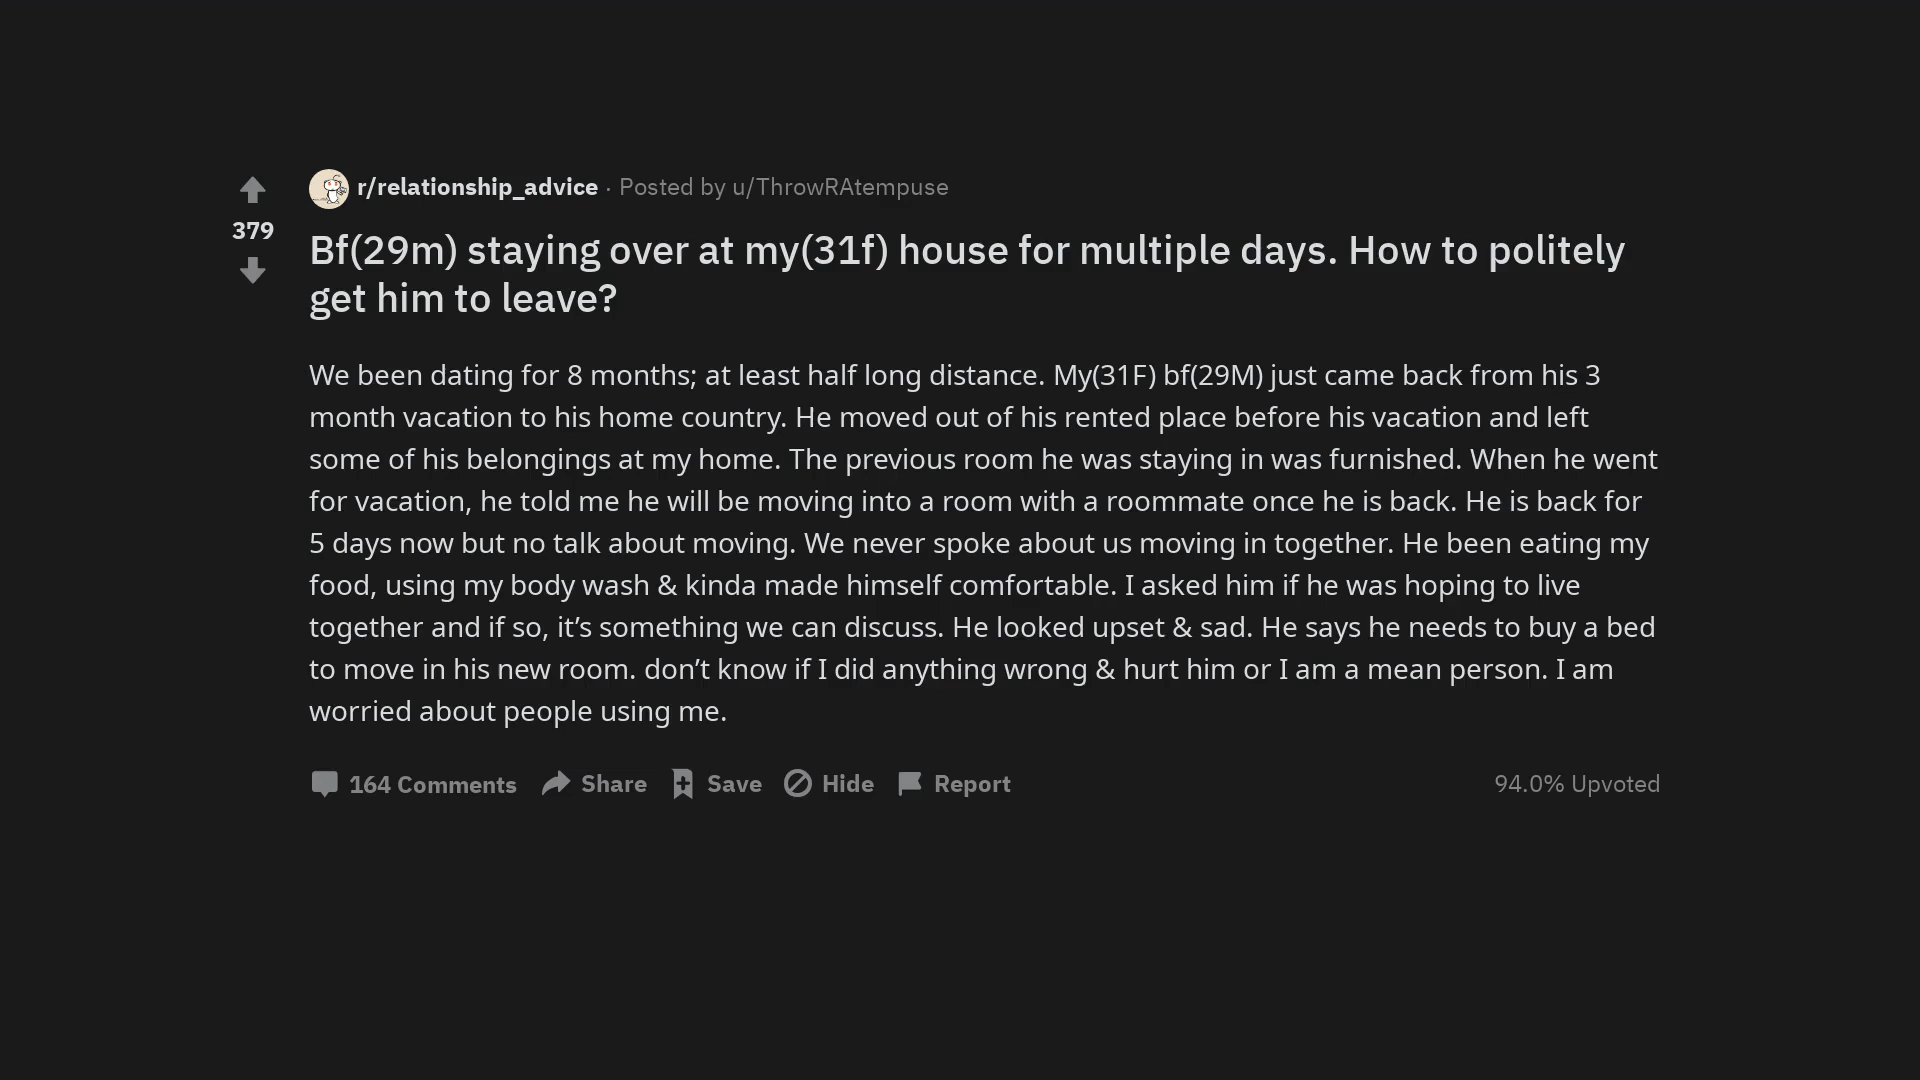 r/relationship_advice · Posted by u/ThrowRAtempuse
379
Bf(29m) staying over at my(31f) house for multiple days. How to politely
get him to leave?
We been dating for 8 months; at least half long distance. My(31F) bf(29M) just came back from his 3
month vacation to his home country. He moved out of his rented place before his vacation and left
some of his belongings at my home. The previous room he was staying in was furnished. When he went
for vacation, he told me he will be moving into a room with a roommate once he is back. He is back for
5 days now but no talk about moving. We never spoke about us moving in together. He been eating my
food, using my body wash & kinda made himself comfortable. I asked him if he was hoping to live
together and if so, it’s something we can discuss. He looked upset & sad. He says he needs to buy a bed
to move in his new room. don’t know if I did anything wrong & hurt him or I am a mean person. I am
worried about people using me.
164 Comments Share Save Hide Report 94.0% Upvoted